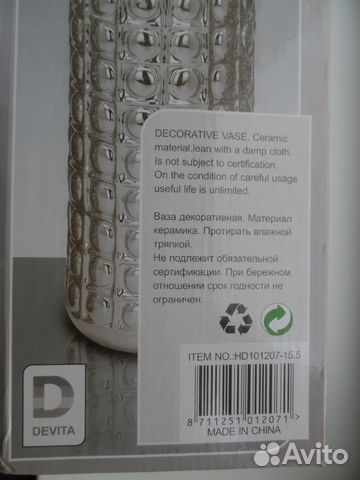 DECORATIVE VASE. Ceramic
material.lean with a damp cloth.
Is not subject to certification.
On the condition of careful usage
useful life is unlimited.
Ваза декоративная. Материал
керамика. Протирать влажной
тряпкой.
Не подлежит обязательной
сертификации. При бережном
отношении срок годности не
ограничен.
ITEM NO.:HD101207-15.5
8 711251 012071 >
MADE IN CHINA
D
DEVITA
Avito